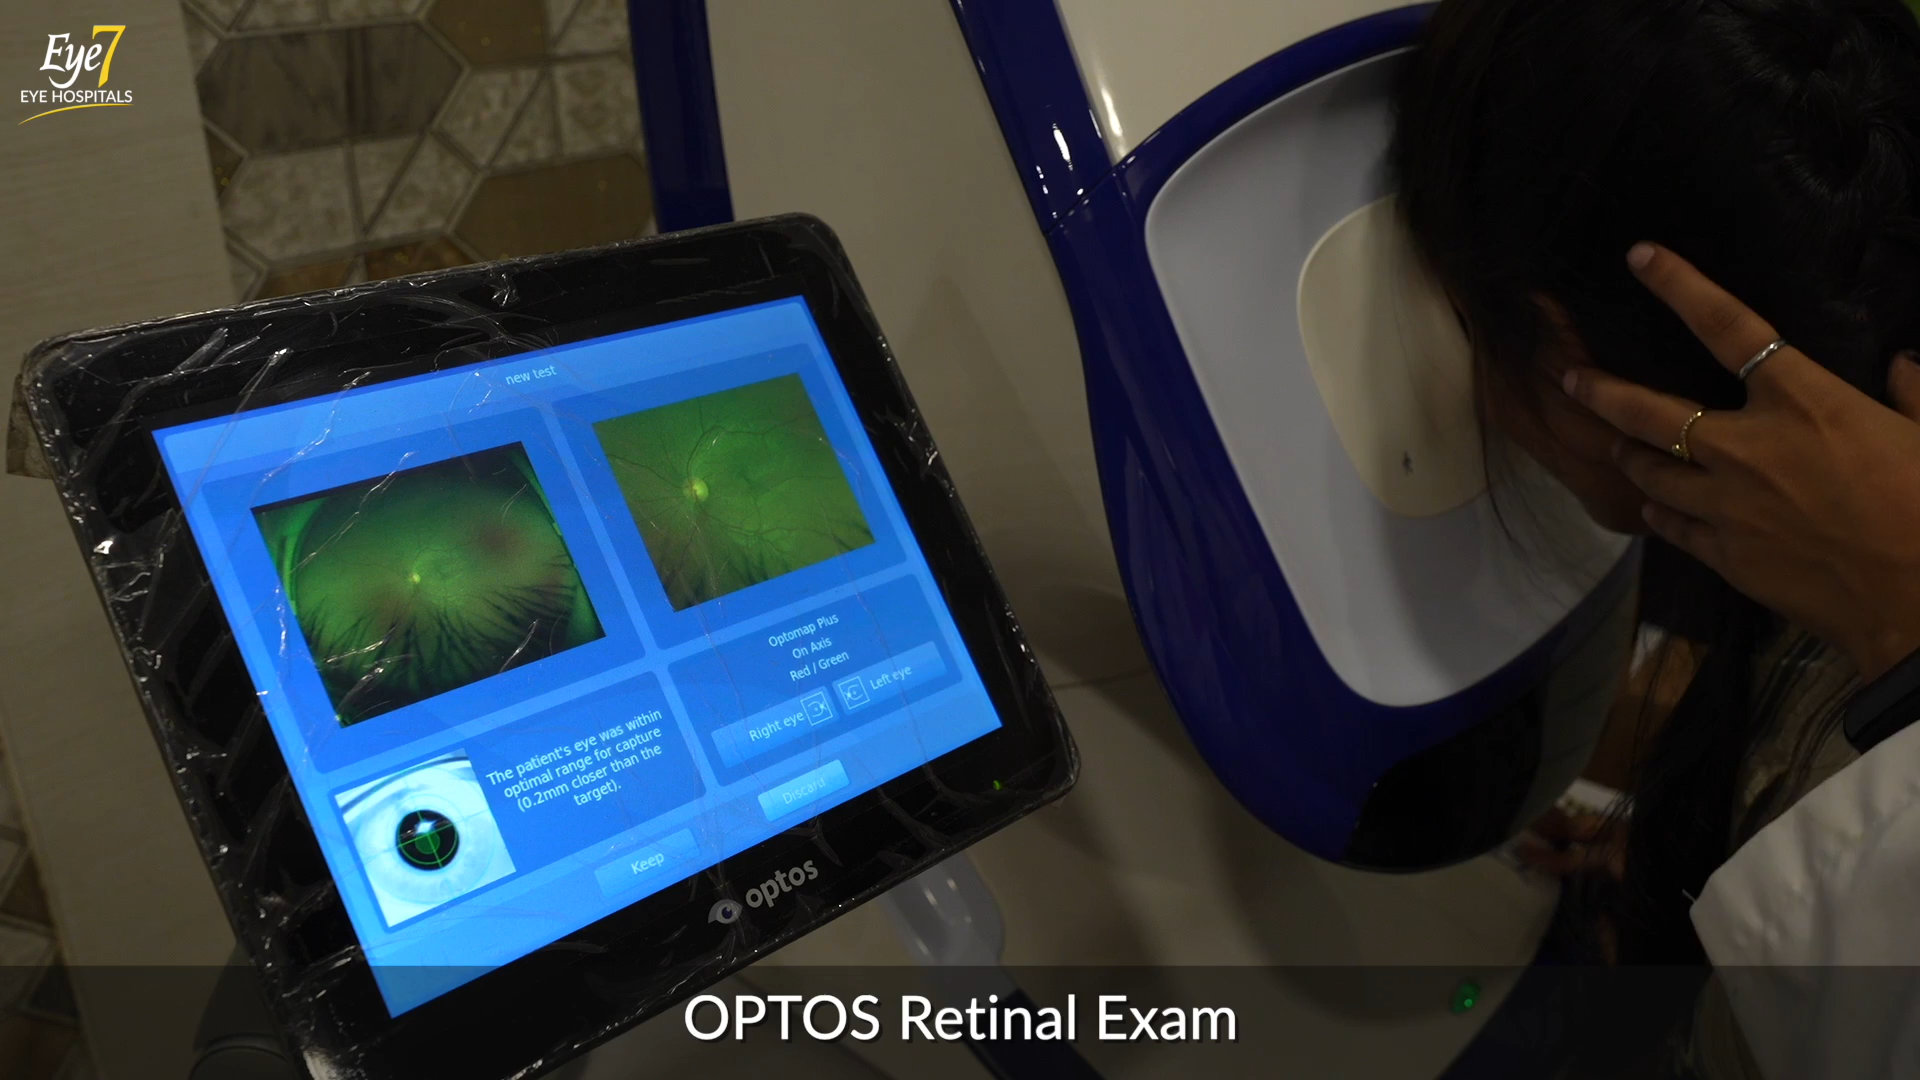 Eye7
EYE HOSPITALS
new test
Optomap Plus
On Axis
Red / Green
Right eye
Left eye
The patient's eye was within
optimal range for capture
(0.2mm closer than the
target).
Discard
Keep
optos
OPTOS Retinal Exam